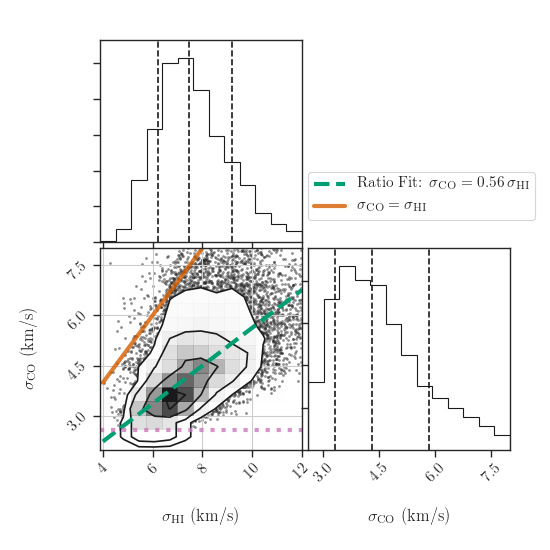 Ratio Fit: σ_CO = 0.56 σ_HI
σ_CO = σ_HI
7.5
6.0
4.5
3.0
σ_CO (km/s)
4 6 8 10 12
3.0 4.5 6.0 7.5
σ_HI (km/s) σ_CO (km/s)